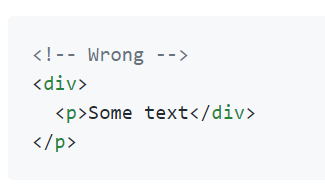 <!-- Wrong -->
<div>
  <p>Some text</div>
</p>